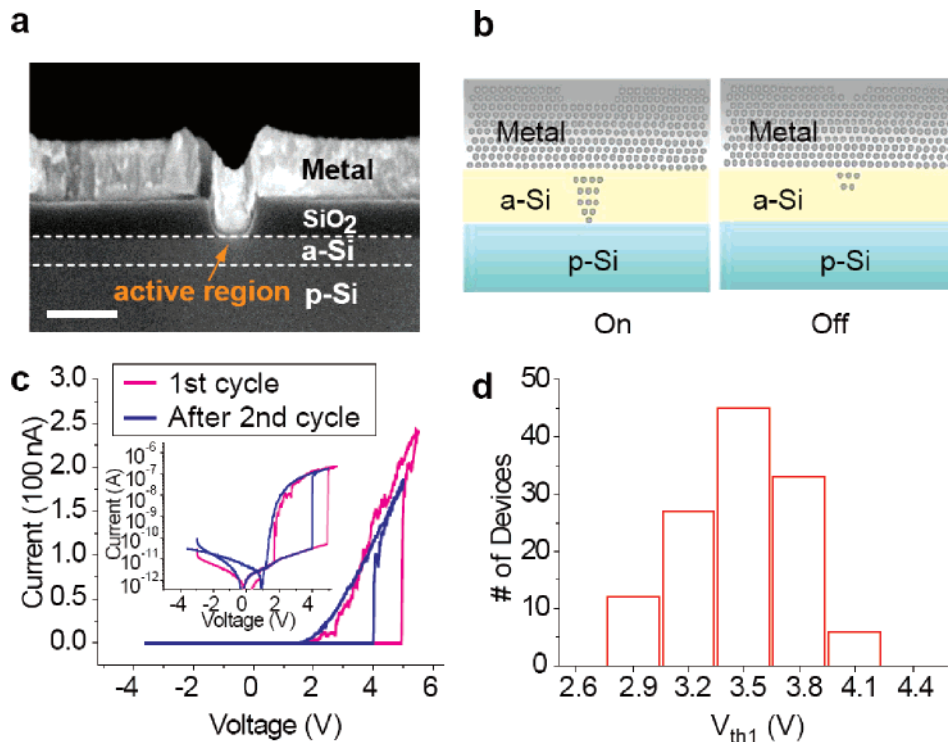 a
Metal
SiO2
a-Si
active region
p-Si
b
Metal
a-Si
p-Si
On
Metal
a-Si
p-Si
Off
c
1st cycle
After 2nd cycle
Current (100 nA)
3.0
2.5
2.0
1.5
1.0
0.5
0.0
-4 -2 0 2 4 6
Voltage (V)
Current (A)
10-6
10-7
10-8
10-9
10-10
10-11
10-12
-4 -2 0 2 4
Voltage (V)
d
# of Devices
50
40
30
20
10
0
2.6 2.9 3.2 3.5 3.8 4.1 4.4
Vth1 (V)